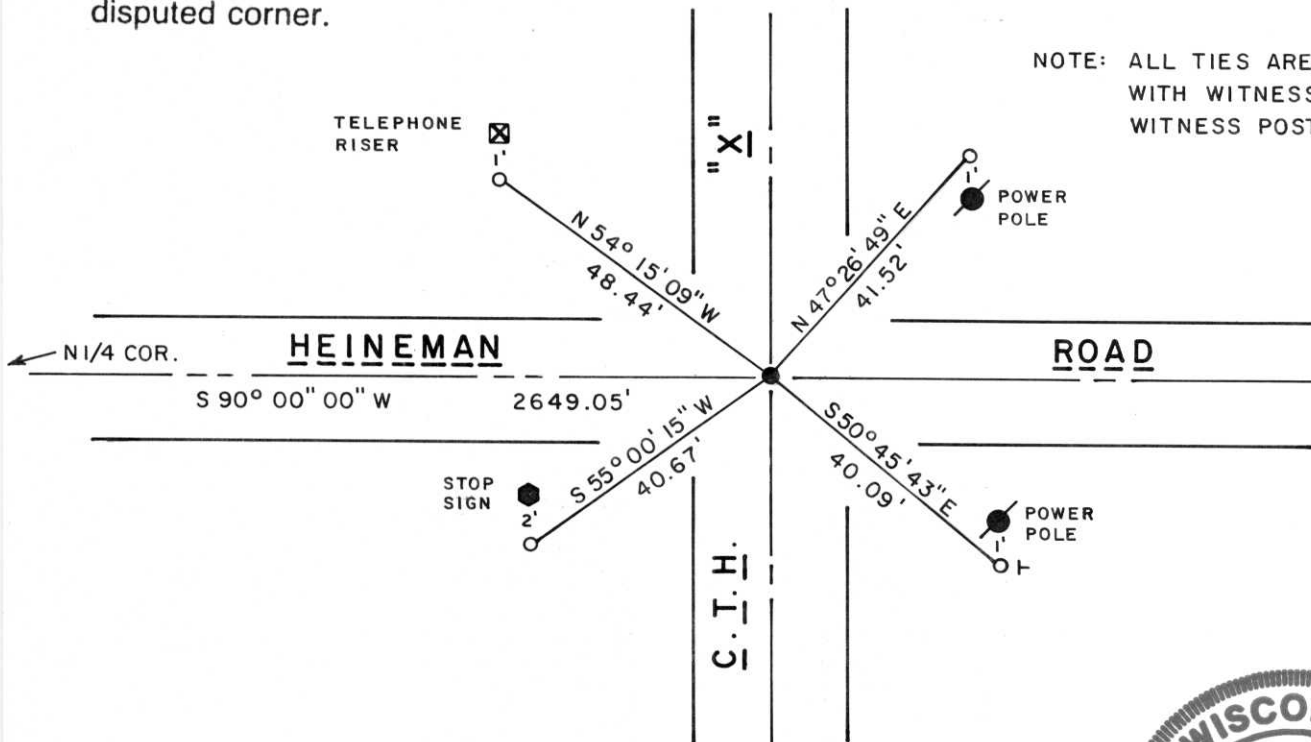 disputed corner.
NOTE: ALL TIES ARE
WITH WITNESS
WITNESS POST
TELEPHONE
RISER
1'
"X"
1'
POWER
POLE
N 54° 15' 09" W
48.44'
N 47° 26' 49" E
41.52'
N 1/4 COR.
HEINEMAN
ROAD
S 90° 00" 00" W
2649.05'
S 55° 00' 15" W
40.67'
S 50° 45' 43" E
40.09'
STOP
SIGN
2'
POWER
POLE
1'
C. T. H.
WISCO